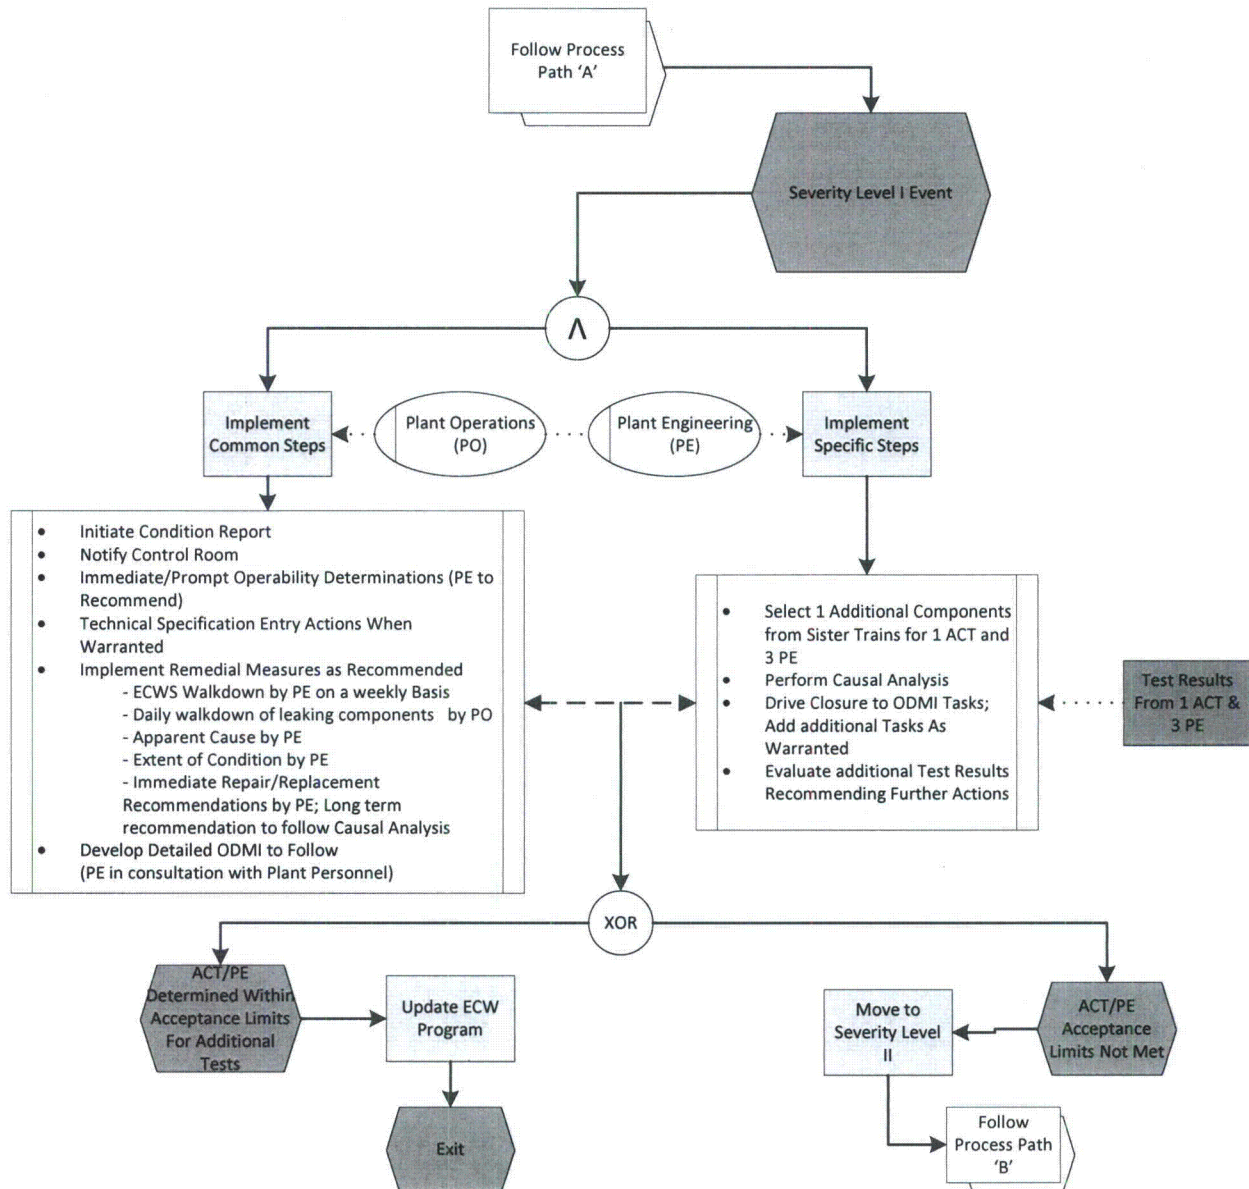 Follow Process
Path ‘A’
Severity Level I Event
Λ
Implement
Common Steps
Plant Operations
(PO)
Plant Engineering
(PE)
Implement
Specific Steps
• Initiate Condition Report
• Notify Control Room
• Immediate/Prompt Operability Determinations (PE to
Recommend)
• Technical Specification Entry Actions When
Warranted
• Implement Remedial Measures as Recommended
- ECWS Walkdown by PE on a weekly Basis
- Daily walkdown of leaking components by PO
- Apparent Cause by PE
- Extent of Condition by PE
- Immediate Repair/Replacement
Recommendations by PE; Long term
recommendation to follow Causal Analysis
• Develop Detailed ODMI to Follow
(PE in consultation with Plant Personnel)
• Select 1 Additional Components
from Sister Trains for 1 ACT and
3 PE
• Perform Causal Analysis
• Drive Closure to ODMI Tasks;
Add additional Tasks As
Warranted
• Evaluate additional Test Results
Recommending Further Actions
Test Results
From 1 ACT &
3 PE
XOR
ACT/PE
Determined Within
Acceptance Limits
For Additional
Tests
Update ECW
Program
Exit
Move to
Severity Level
II
ACT/PE
Acceptance
Limits Not Met
Follow
Process Path
‘B’